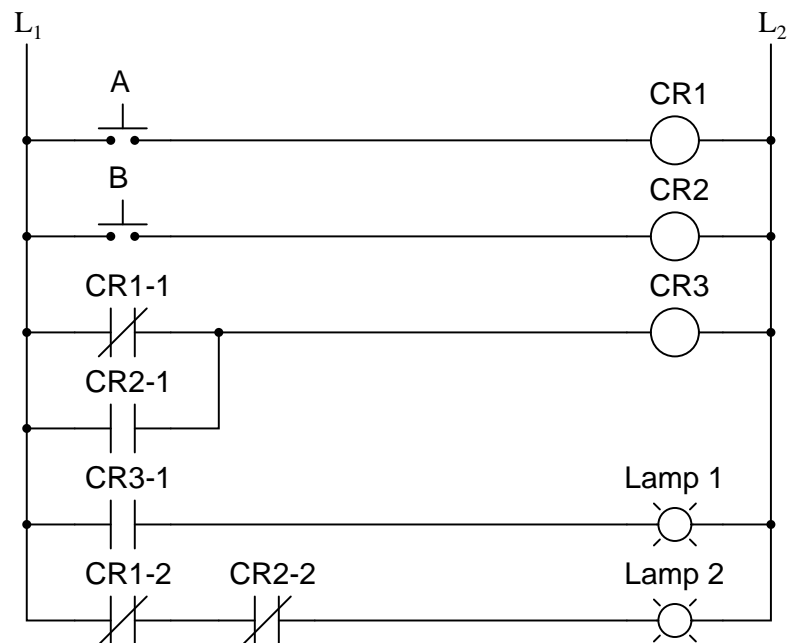 L1 L2
A
CR1
B
CR2
CR1-1
CR3
CR2-1
CR3-1
Lamp 1
CR1-2 CR2-2 Lamp 2